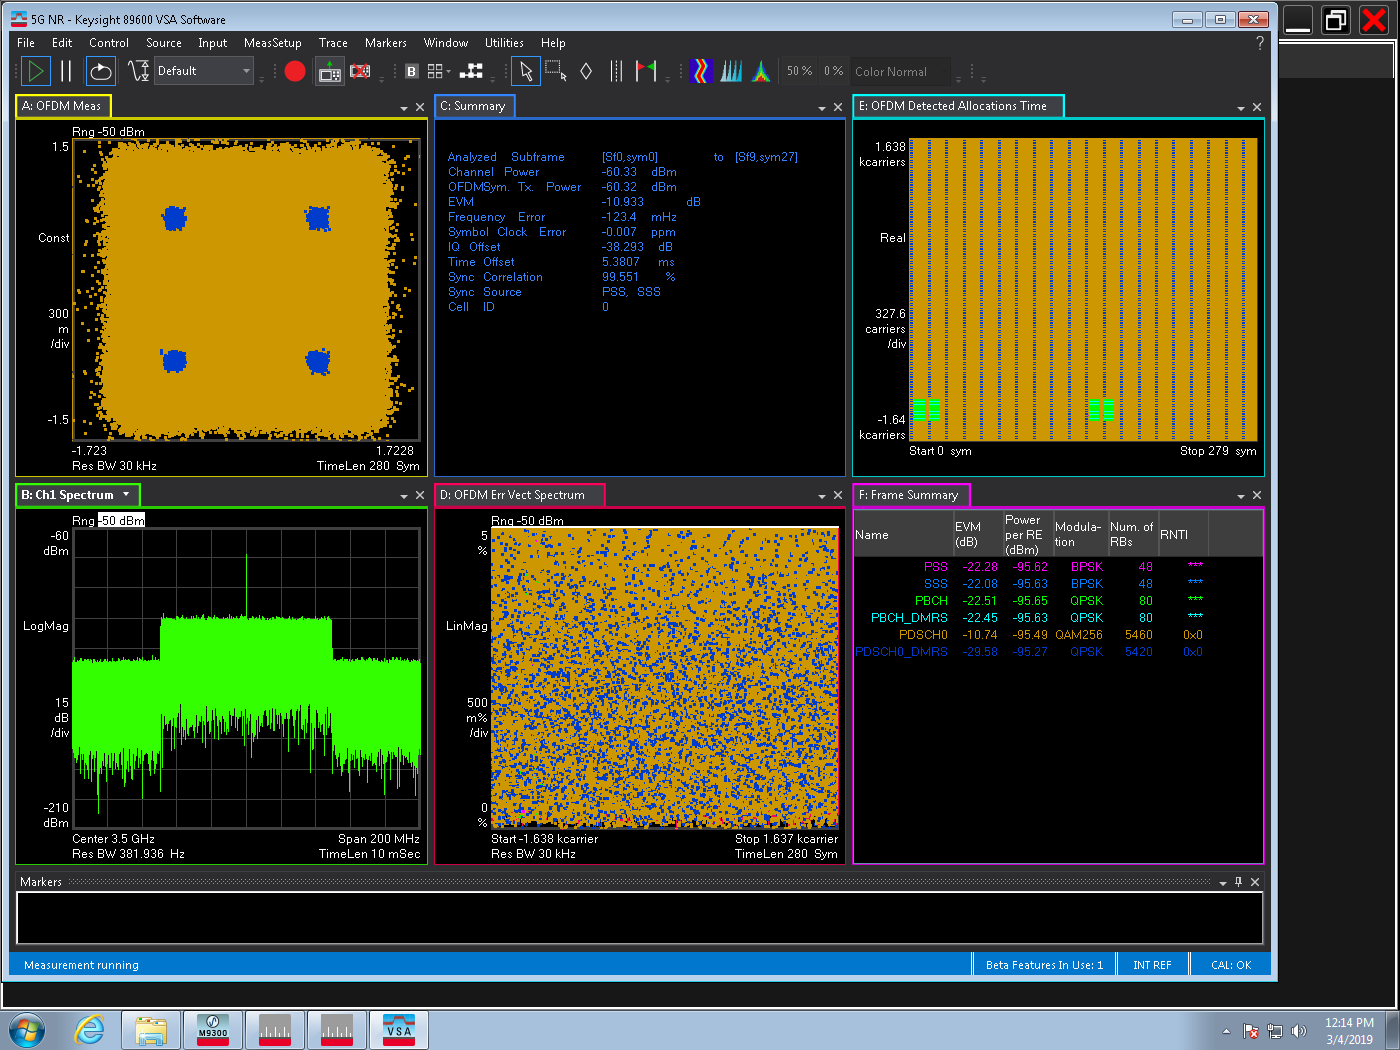 5G NR - Keysight 89600 VSA Software
File Edit Control Source Input MeasSetup Trace Markers Window Utilities Help
Default
B
50 % 0 % Color Normal
A: OFDM Meas
Rng -50 dBm
1.5
Const
300
m
/div
-1.5
-1.723 1.7228
Res BW 30 kHz TimeLen 280 Sym
C: Summary
Analyzed Subframe [Sf0,sym0] to [Sf9,sym27]
Channel Power -60.33 dBm
OFDMSym. Tx. Power -60.32 dBm
EVM -10.933 dB
Frequency Error -123.4 mHz
Symbol Clock Error -0.007 ppm
IQ Offset -38.293 dB
Time Offset 5.3807 ms
Sync Correlation 99.551 %
Sync Source PSS, SSS
Cell ID 0
E: OFDM Detected Allocations Time
1.638
kcarriers
Real
327.6
carriers
/div
-1.64
kcarriers
Start 0 sym Stop 279 sym
B: Ch1 Spectrum
Rng -50 dBm
-60
dBm
LogMag
15
dB
/div
-210
dBm
Center 3.5 GHz Span 200 MHz
Res BW 381.936 Hz TimeLen 10 mSec
D: OFDM Err Vect Spectrum
Rng -50 dBm
5
%
LinMag
500
m%
/div
0
%
Start -1.638 kcarrier Stop 1.637 kcarrier
Res BW 30 kHz TimeLen 280 Sym
F: Frame Summary
Name EVM (dB) Power per RE (dBm) Modula-tion Num. of RBs RNTI
PSS -22.28 -95.62 BPSK 48 ***
SSS -22.08 -95.63 BPSK 48 ***
PBCH -22.51 -95.65 QPSK 80 ***
PBCH_DMRS -22.45 -95.63 QPSK 80 ***
PDSCH0 -10.74 -95.49 QAM256 5460 0x0
PDSCH0_DMRS -29.58 -95.27 QPSK 5420 0x0
Markers
Measurement running Beta Features In Use: 1 INT REF CAL: OK
M9300
VSA
12:14 PM
3/4/2019